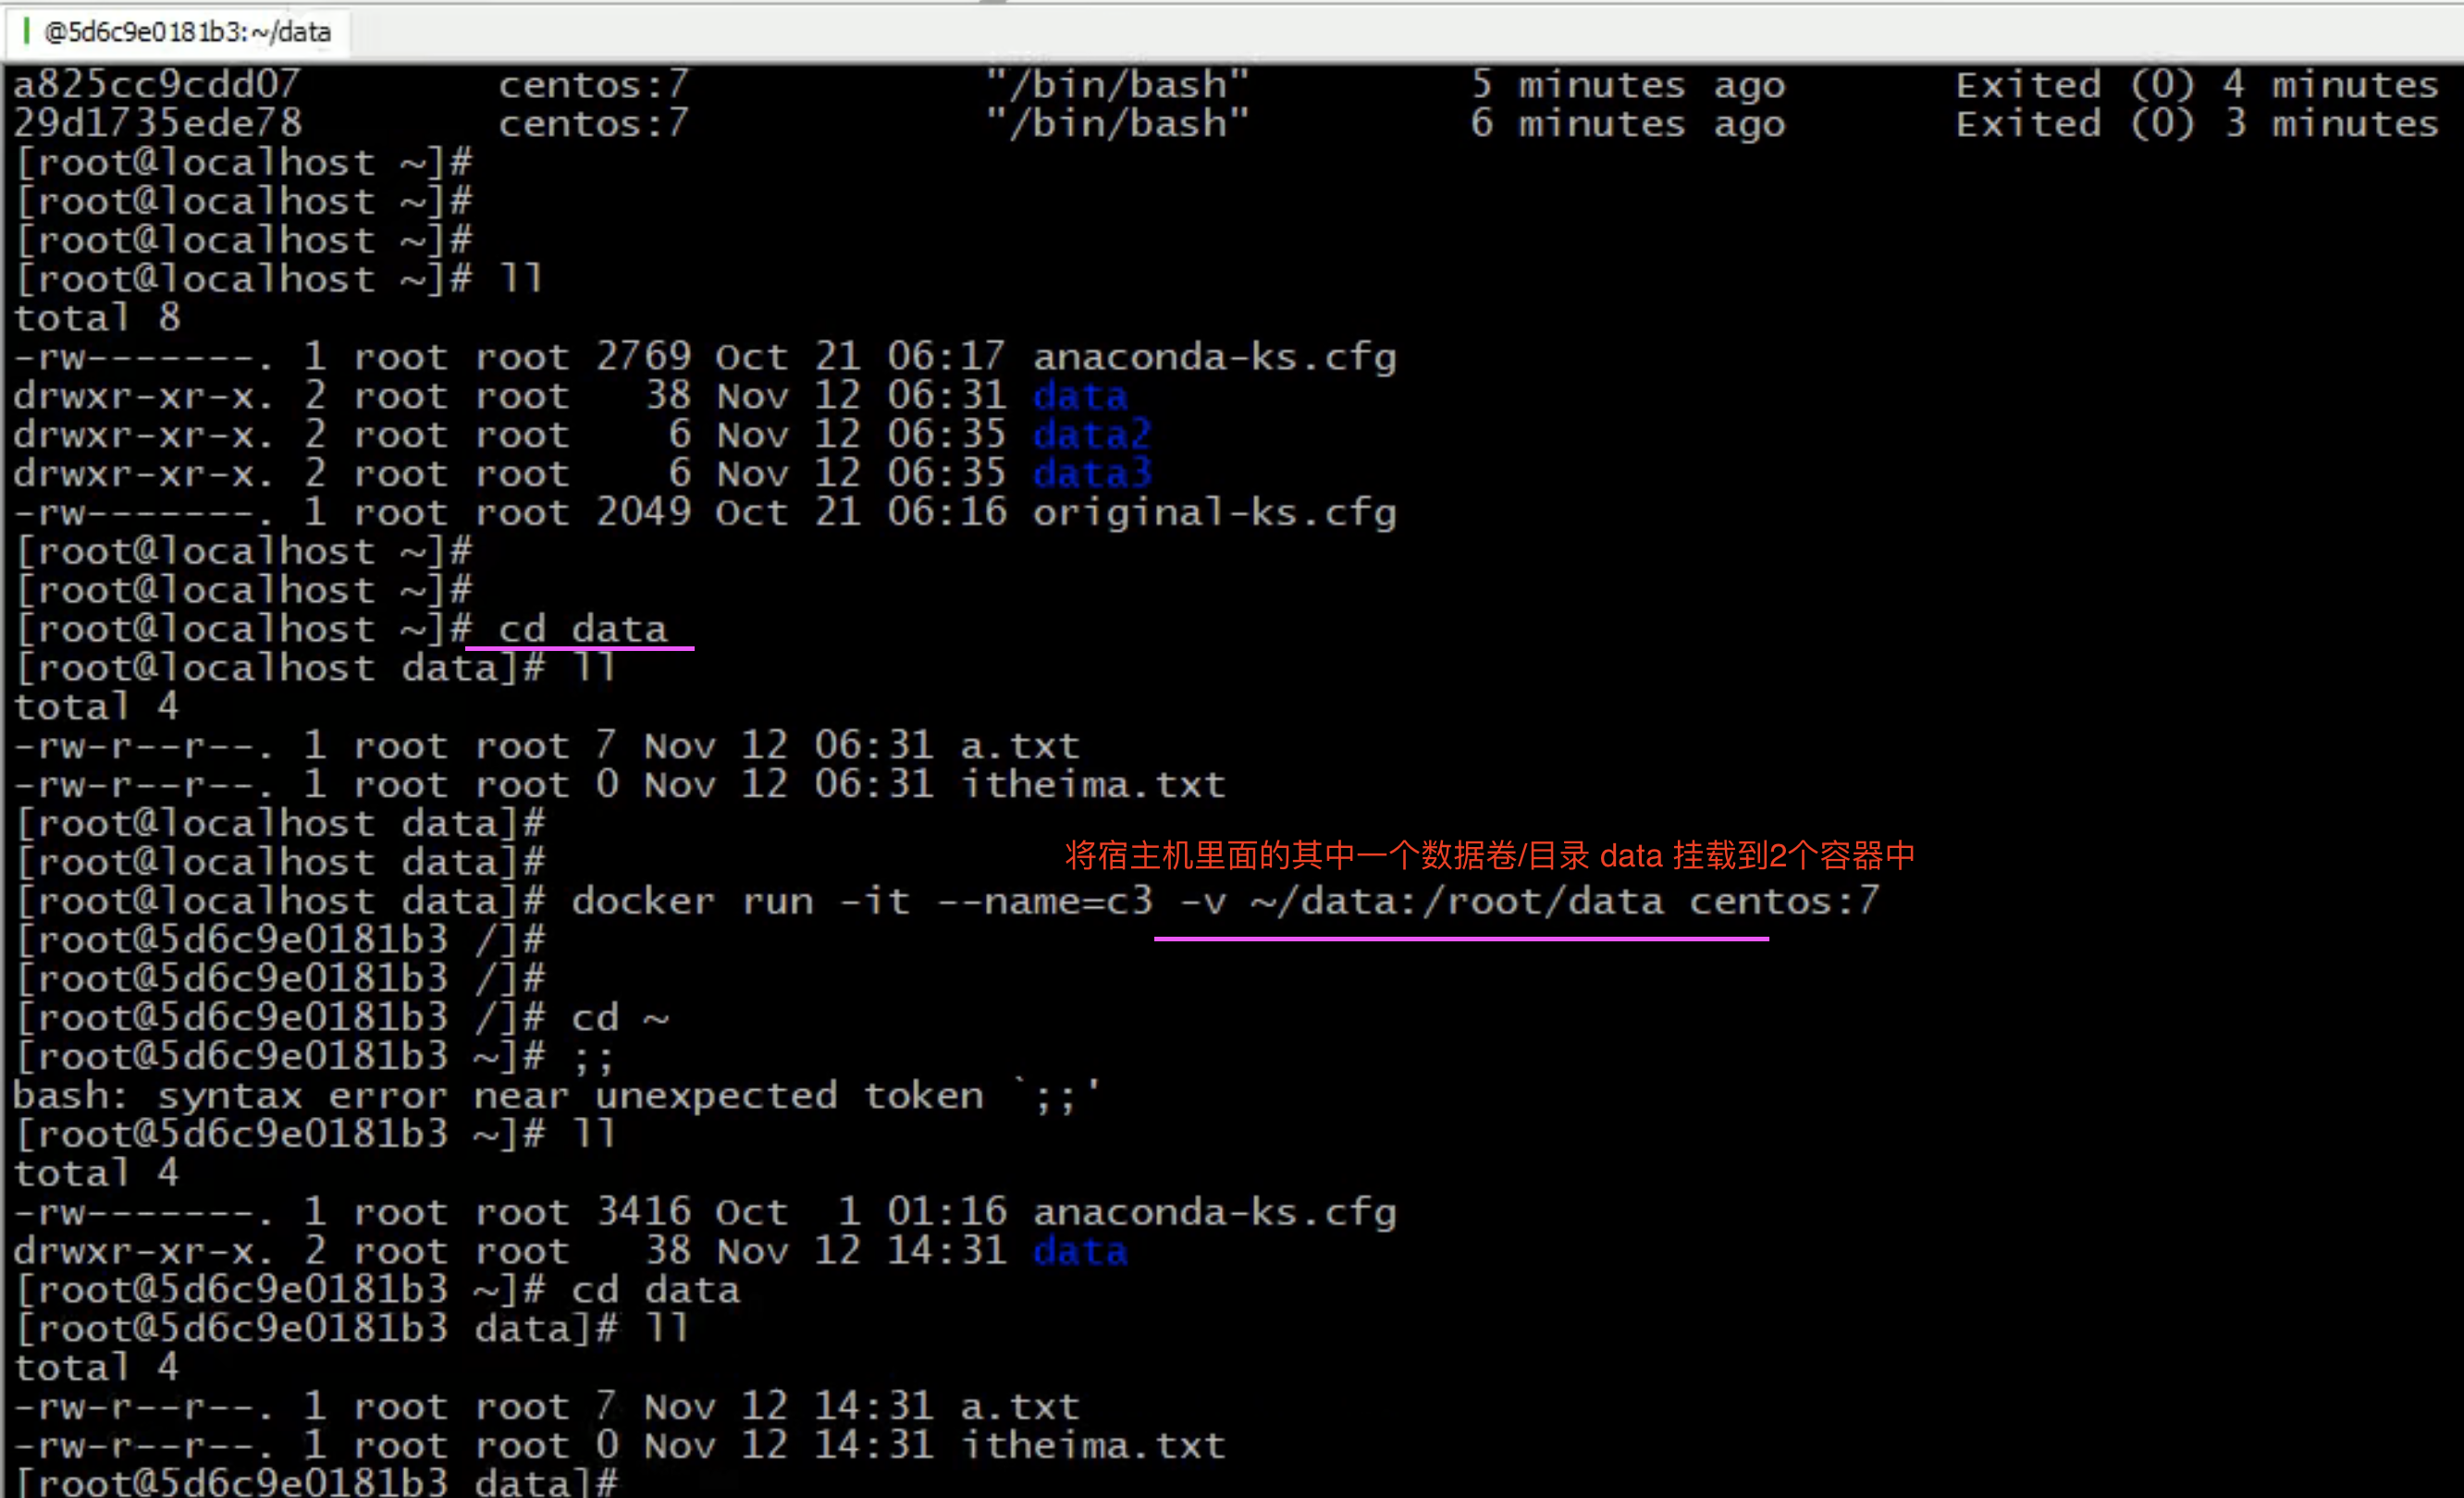 @5d6c9e0181b3:~/data
a825cc9cdd07 centos:7 "/bin/bash" 5 minutes ago Exited (0) 4 minutes
29d1735ede78 centos:7 "/bin/bash" 6 minutes ago Exited (0) 3 minutes
[root@localhost ~]#
[root@localhost ~]#
[root@localhost ~]#
[root@localhost ~]# ll
total 8
-rw-------. 1 root root 2769 Oct 21 06:17 anaconda-ks.cfg
drwxr-xr-x. 2 root root 38 Nov 12 06:31 data
drwxr-xr-x. 2 root root 6 Nov 12 06:35 data2
drwxr-xr-x. 2 root root 6 Nov 12 06:35 data3
-rw-------. 1 root root 2049 Oct 21 06:16 original-ks.cfg
[root@localhost ~]#
[root@localhost ~]#
[root@localhost ~]# cd data
[root@localhost data]# ll
total 4
-rw-r--r--. 1 root root 7 Nov 12 06:31 a.txt
-rw-r--r--. 1 root root 0 Nov 12 06:31 itheima.txt
[root@localhost data]#
[root@localhost data]#
将宿主机里面的其中一个数据卷/目录 data 挂载到2个容器中
[root@localhost data]# docker run -it --name=c3 -v ~/data:/root/data centos:7
[root@5d6c9e0181b3 /]#
[root@5d6c9e0181b3 /]#
[root@5d6c9e0181b3 /]# cd ~
[root@5d6c9e0181b3 ~]# ;;
bash: syntax error near unexpected token `;;'
[root@5d6c9e0181b3 ~]# ll
total 4
-rw-------. 1 root root 3416 Oct 1 01:16 anaconda-ks.cfg
drwxr-xr-x. 2 root root 38 Nov 12 14:31 data
[root@5d6c9e0181b3 ~]# cd data
[root@5d6c9e0181b3 data]# ll
total 4
-rw-r--r--. 1 root root 7 Nov 12 14:31 a.txt
-rw-r--r--. 1 root root 0 Nov 12 14:31 itheima.txt
[root@5d6c9e0181b3 data]#